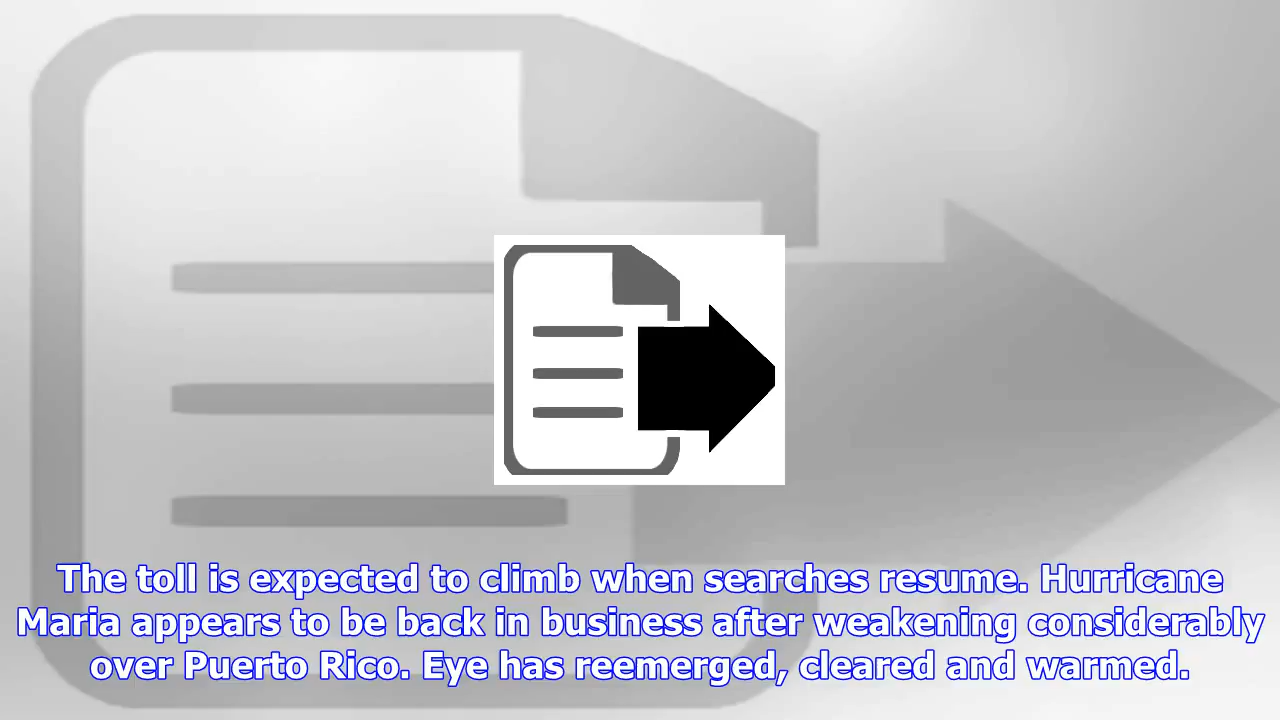 The toll is expected to climb when searches resume. Hurricane
Maria appears to be back in business after weakening considerably
over Puerto Rico. Eye has reemerged, cleared and warmed.